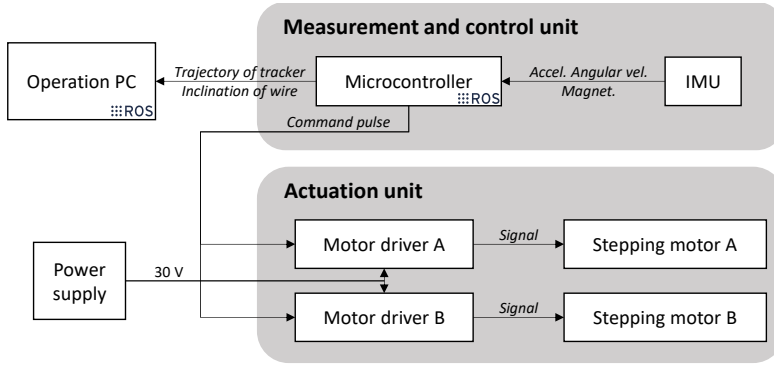 Measurement and control unit
Operation PC
ROS
Trajectory of tracker
Inclination of wire
Microcontroller
ROS
Accel. Angular vel.
Magnet.
IMU
Command pulse
Actuation unit
Motor driver A
Signal
Stepping motor A
Power
supply
30 V
Motor driver B
Signal
Stepping motor B